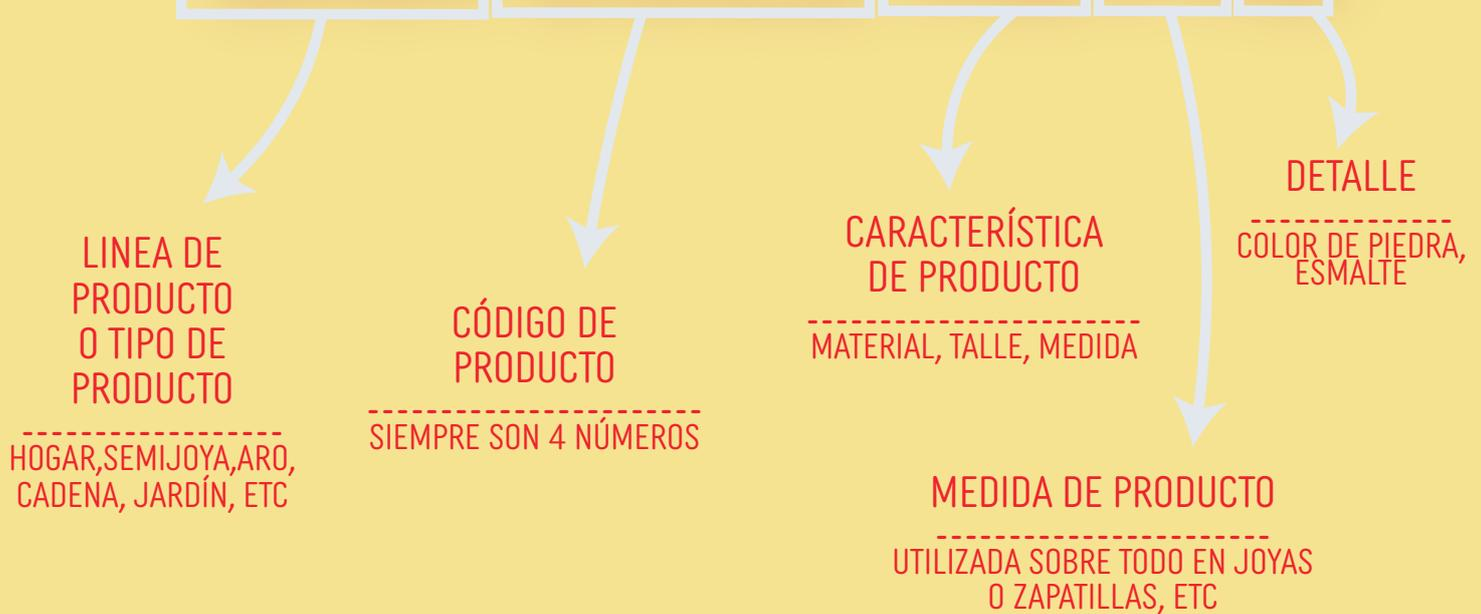 LINEA DE
PRODUCTO
O TIPO DE
PRODUCTO
HOGAR,SEMIJOYA,ARO,
CADENA, JARDÍN, ETC
CÓDIGO DE
PRODUCTO
SIEMPRE SON 4 NÚMEROS
CARACTERÍSTICA
DE PRODUCTO
MATERIAL, TALLE, MEDIDA
MEDIDA DE PRODUCTO
UTILIZADA SOBRE TODO EN JOYAS
O ZAPATILLAS, ETC
DETALLE
COLOR DE PIEDRA,
ESMALTE